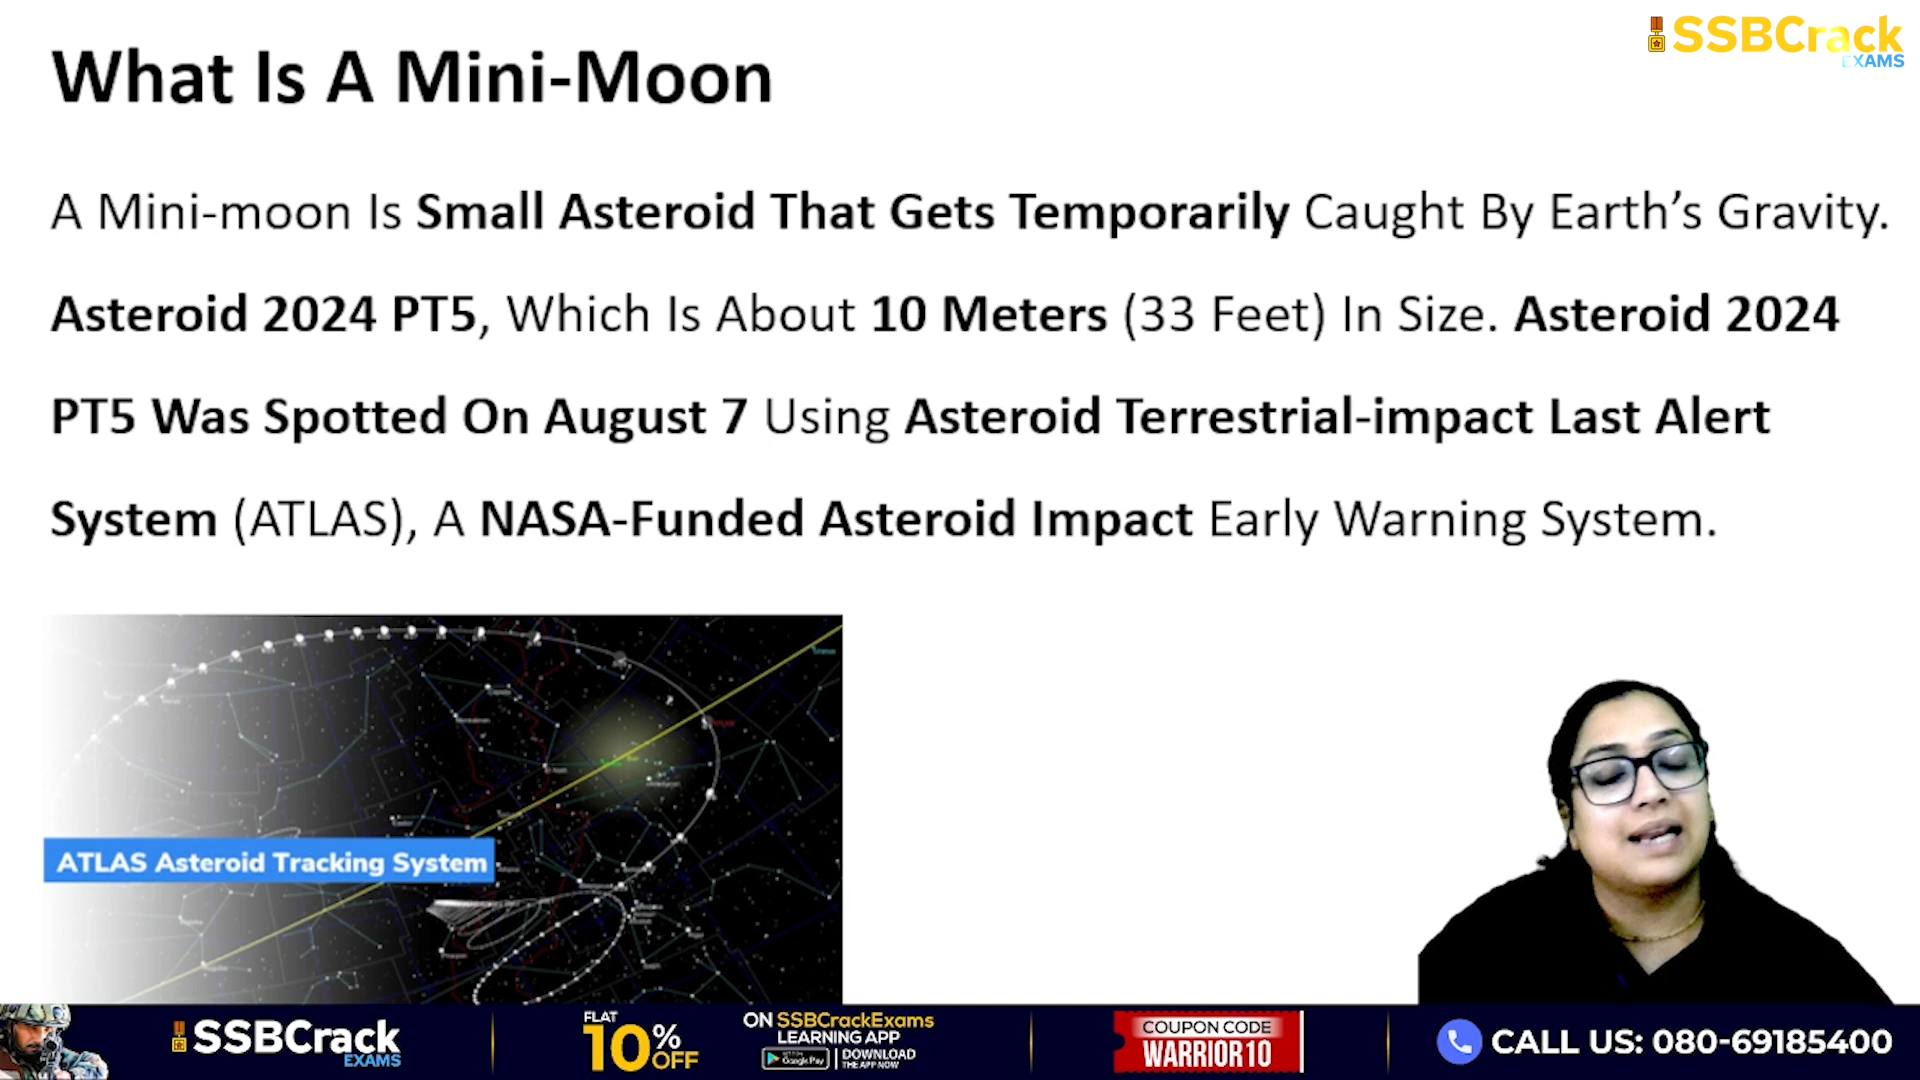 SSBCrack
EXAMS
What Is A Mini-Moon
A Mini-moon Is Small Asteroid That Gets Temporarily Caught By Earth’s Gravity.
Asteroid 2024 PT5, Which Is About 10 Meters (33 Feet) In Size. Asteroid 2024
PT5 Was Spotted On August 7 Using Asteroid Terrestrial-impact Last Alert
System (ATLAS), A NASA-Funded Asteroid Impact Early Warning System.
ATLAS Asteroid Tracking System
SSBCrack
EXAMS
FLAT
10% OFF
ON SSBCrackExams
LEARNING APP
Google Play
DOWNLOAD
THE APP NOW
COUPON CODE
WARRIOR10
CALL US: 080-69185400